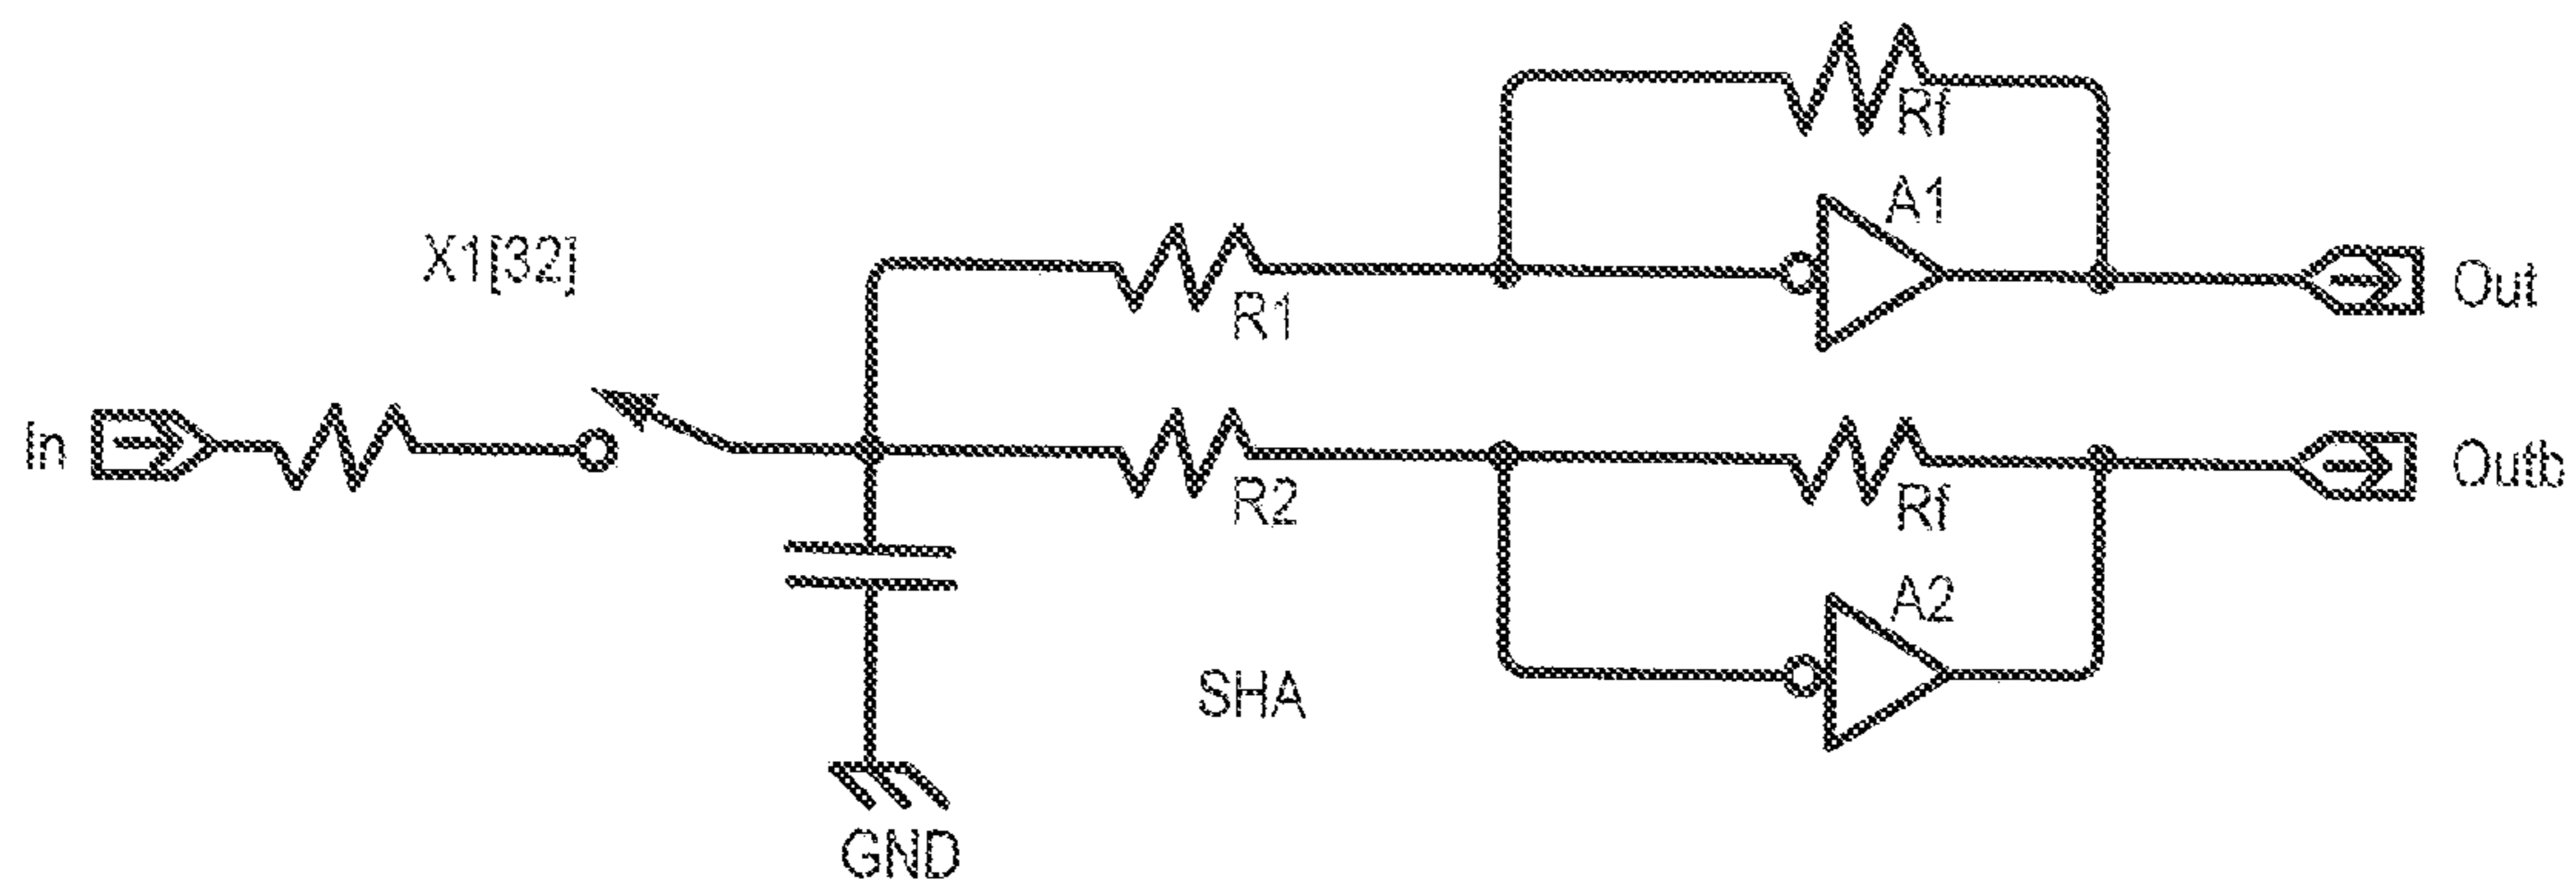 Rf
A1
X1[32]
R1
Out
In
R2
Rf
Outb
A2
SHA
GND